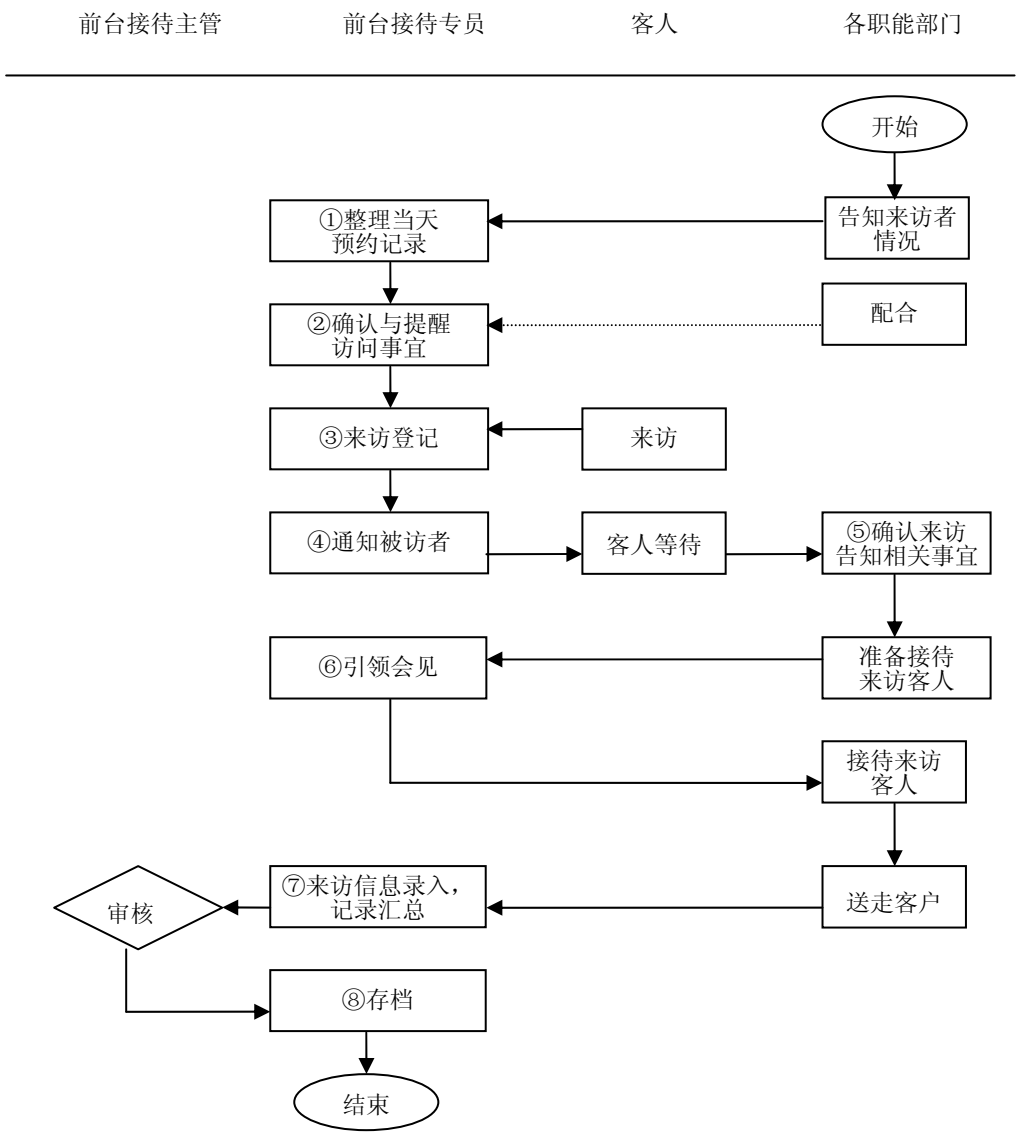 前台接待主管 前台接待专员 客人 各职能部门
开始
①整理当天
预约记录
告知来访者
情况
②确认与提醒
访问事宜
配合
③来访登记
来访
④通知被访者
客人等待
⑤确认来访
告知相关事宜
⑥引领会见
准备接待
来访客人
接待来访
客人
审核
⑦来访信息录入，
记录汇总
送走客户
⑧存档
结束